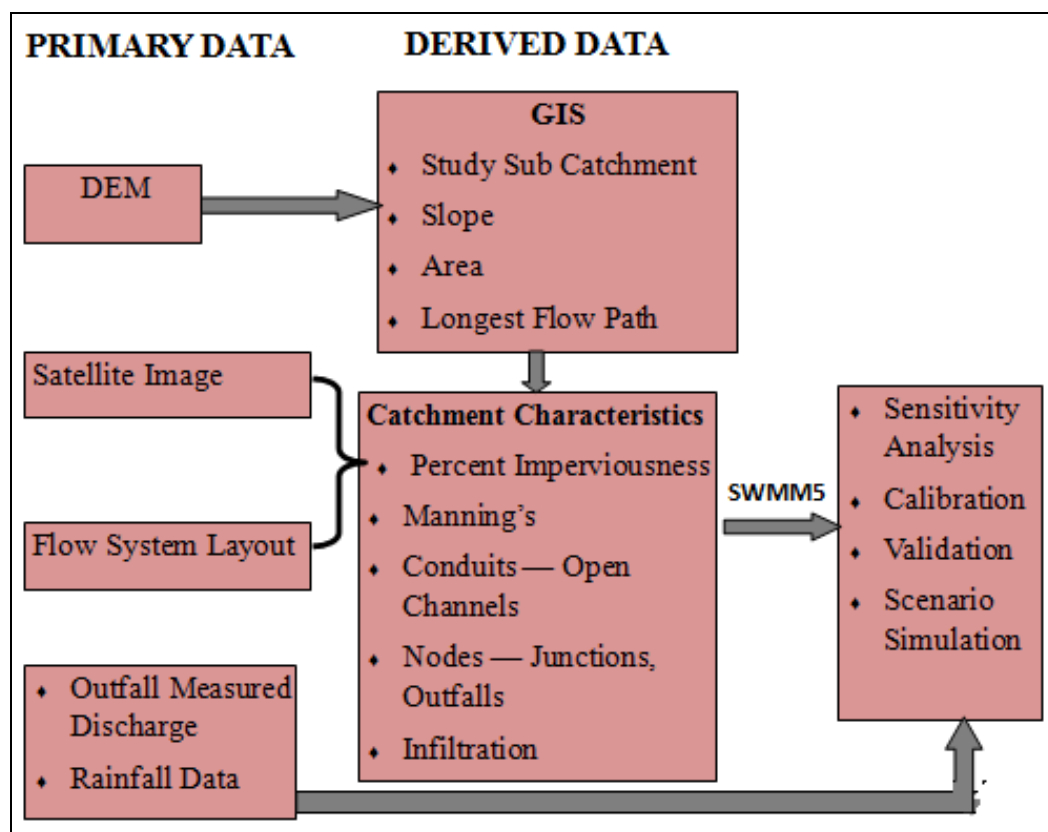 PRIMARY DATA
DERIVED DATA
DEM
GIS
♦ Study Sub Catchment
♦ Slope
♦ Area
♦ Longest Flow Path
Satellite Image
Flow System Layout
Catchment Characteristics
♦ Percent Imperviousness
♦ Manning’s
♦ Conduits — Open
Channels
♦ Nodes — Junctions,
Outfalls
♦ Infiltration
SWMM5
♦ Sensitivity
Analysis
♦ Calibration
♦ Validation
♦ Scenario
Simulation
♦ Outfall Measured
Discharge
♦ Rainfall Data